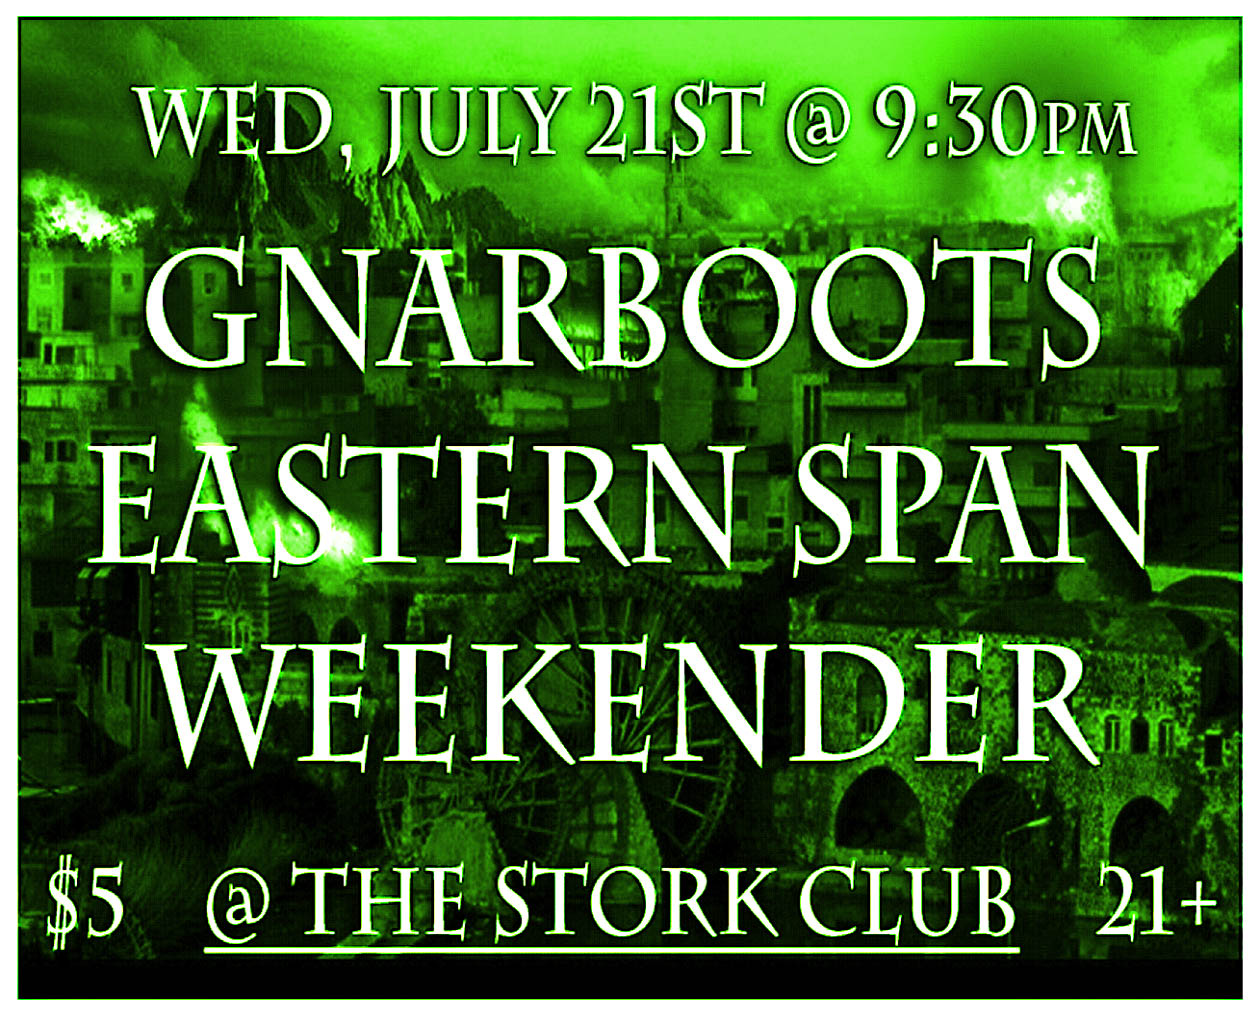 WED, JULY 21ST @ 9:30PM
GNARBOOTS
EASTERN SPAN
WEEKENDER
$5 @ THE STORK CLUB 21+